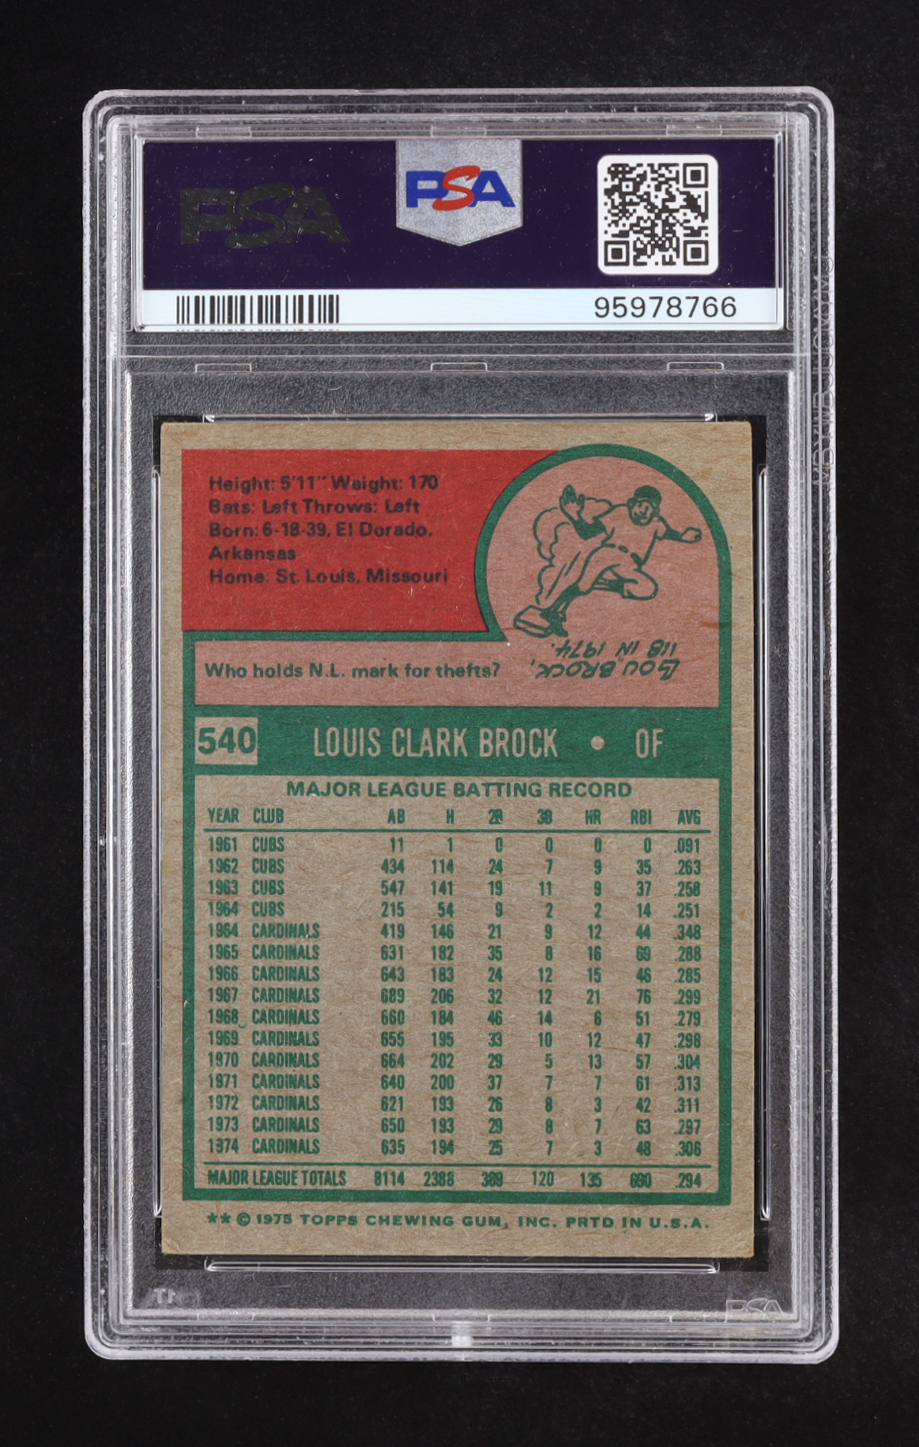 PSA
PSA
95978766
Height: 5'11" Weight: 170
Bats: Left Throws: Left
Born: 6-18-39, El Dorado,
Arkansas
Home: St. Louis, Missouri
Who holds N.L. mark for thefts?
LOU BROCK,
118 IN 1974.
540 LOUIS CLARK BROCK • OF
MAJOR LEAGUE BATTING RECORD
YEAR CLUB AB H 2B 3B HR RBI AVG
1961 CUBS 11 1 0 0 0 0 .091
1962 CUBS 434 114 24 7 9 35 .263
1963 CUBS 547 141 19 11 9 37 .258
1964 CUBS 215 54 9 2 2 14 .251
1964 CARDINALS 419 146 21 9 12 44 .348
1965 CARDINALS 631 182 35 8 16 69 .288
1966 CARDINALS 643 183 24 12 15 46 .285
1967 CARDINALS 689 206 32 12 21 76 .299
1968 CARDINALS 660 184 46 14 6 51 .279
1969 CARDINALS 655 195 33 10 12 47 .298
1970 CARDINALS 664 202 29 5 13 57 .304
1971 CARDINALS 640 200 37 7 7 61 .313
1972 CARDINALS 621 193 26 8 3 42 .311
1973 CARDINALS 650 193 29 8 7 63 .297
1974 CARDINALS 635 194 25 7 3 48 .306
MAJOR LEAGUE TOTALS 8114 2388 389 120 135 690 .294
** © 1975 TOPPS CHEWING GUM, INC. PRTD IN U.S.A.
PSA